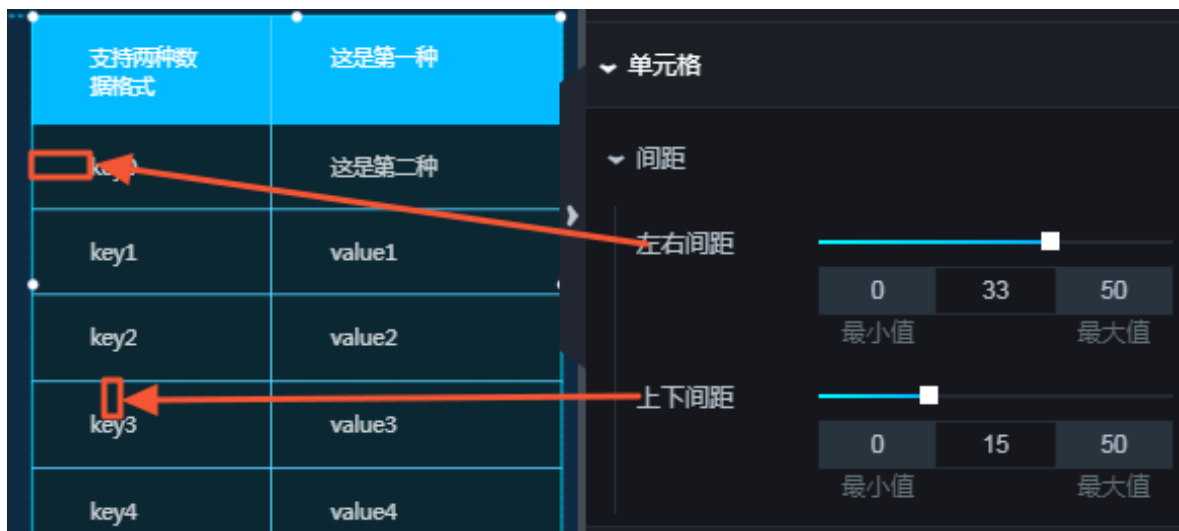 支持两种数 这是第一种
据格式
key0 这是第二种
key1 value1
key2 value2
key3 value3
key4 value4
单元格
间距
左右间距
0 33 50
最小值 最大值
上下间距
0 15 50
最小值 最大值